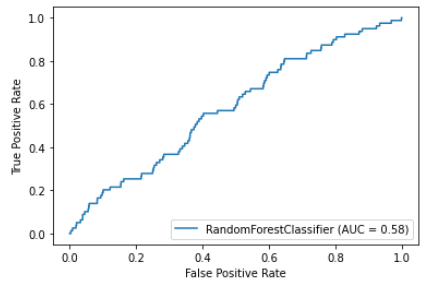 1.0
0.8
0.6
0.4
0.2
0.0
True Positive Rate
RandomForestClassifier (AUC = 0.58)
0.0 0.2 0.4 0.6 0.8 1.0
False Positive Rate